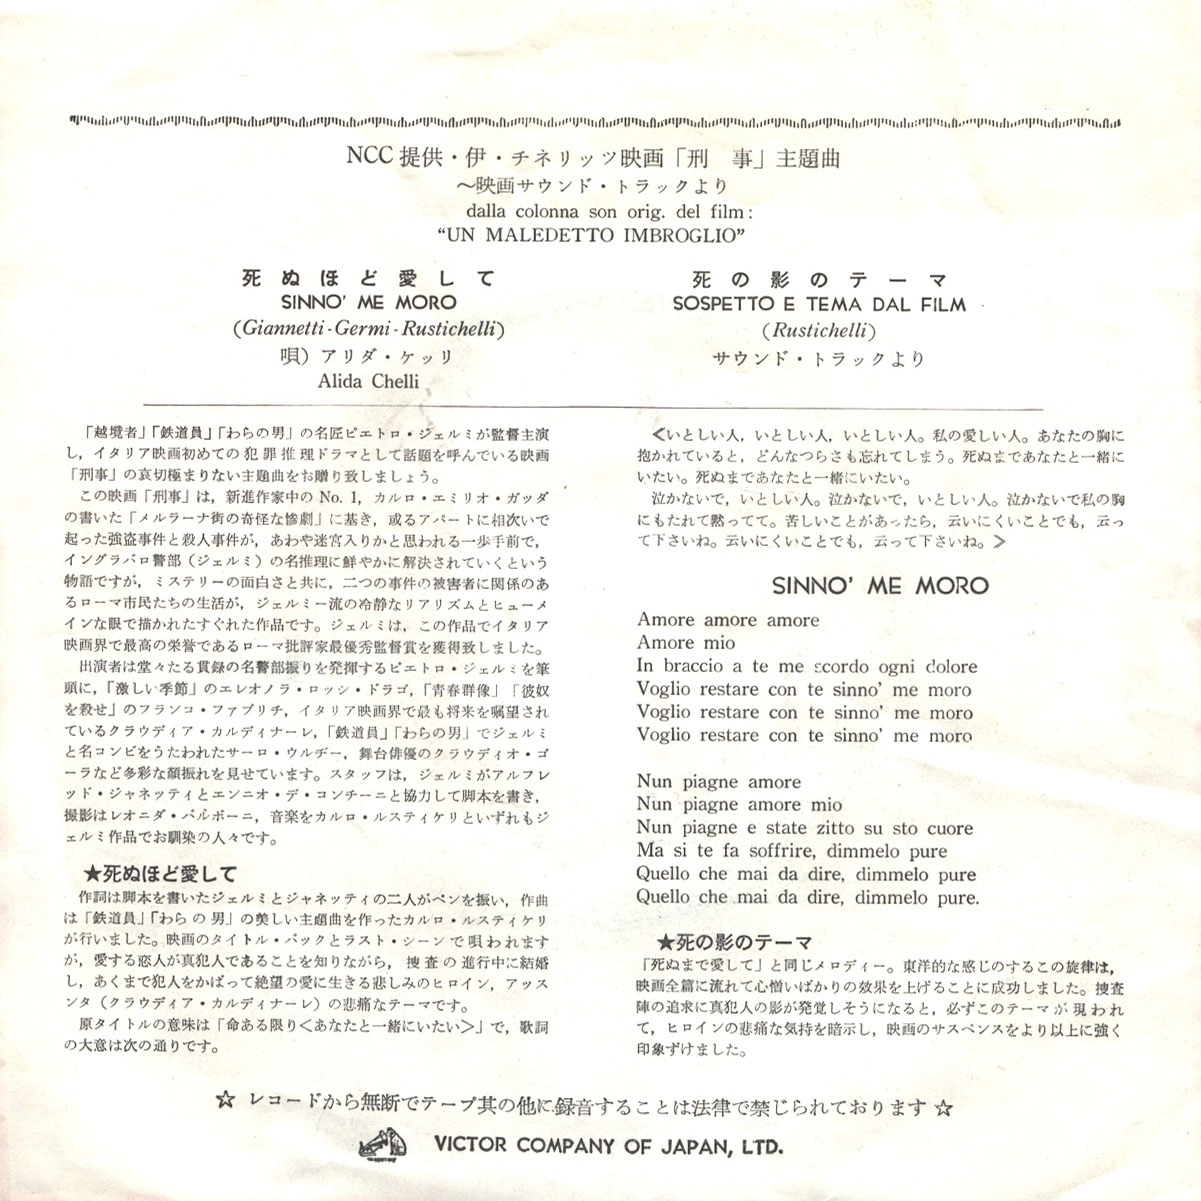 NCC 提供・伊・チネリッツ映画「刑　事」主題曲
〜映画サウンド・トラックより
dalla colonna son orig. del film:
“UN MALEDETTO IMBROGLIO”
死ぬほど愛して
SINNO' ME MORO
(Giannetti-Germi-Rustichelli)
唄）アリダ・ケッリ
Alida Chelli
死の影のテーマ
SOSPETTO E TEMA DAL FILM
(Rustichelli)
サウンド・トラックより
「越境者」「鉄道員」「わらの男」の名匠ピエトロ・ジェルミが監督主演
し，イタリア映画初めての犯罪推理ドラマとして話題を呼んでいる映画
「刑事」の哀切極まりない主題曲をお贈り致しましょう。
この映画「刑事」は，新進作家中の No. 1，カルロ・エミリオ・ガッダ
の書いた「メルラーナ街の奇怪な惨劇」に基き，或るアパートに相次いで
起った強盗事件と殺人事件が，あわや迷宮入りかと思われる一歩手前で，
イングラバロ警部（ジェルミ）の名推理に鮮やかに解決されていくという
物語ですが，ミステリーの面白さと共に，二つの事件の被害者に関係のあ
るローマ市民たちの生活が，ジェルミ一流の冷静なリアリズムとヒューメ
インな眼で描かれたすぐれた作品です。ジェルミは，この作品でイタリア
映画界で最高の栄誉であるローマ批評家最優秀監督賞を獲得致しました。
出演者は堂々たる貫録の名警部振りを発揮するピエトロ・ジェルミを筆
頭に，「激しい季節」のエレオノラ・ロッシ・ドラゴ，「青春群像」「彼奴
を殺せ」のフランコ・ファブリチ，イタリア映画界で最も将来を嘱望され
ているクラウディア・カルディナーレ，「鉄道員」「わらの男」でジェルミ
と名コンビをうたわれたサーロ・ウルヂー，舞台俳優のクラウディオ・ゴ
ーラなど多彩な顔振れを見せています。スタッフは，ジェルミがアルフレ
ッド・ジャネッティとエンニオ・デ・コンチーニと協力して脚本を書き，
撮影はレオニダ・バルボーニ，音楽をカルロ・ルスティケリといずれもジ
ェルミ作品でお馴染の人々です。
★死ぬほど愛して
作詞は脚本を書いたジェルミとジャネッティの二人がペンを振い，作曲
は「鉄道員」「わらの男」の美しい主題曲を作ったカルロ・ルスティケリ
が行いました。映画のタイトル・バックとラスト・シーンで唄われます
が，愛する恋人が真犯人であることを知りながら，捜査の進行中に結婚
し，あくまで犯人をかばって絶望の愛に生きる悲しみのヒロイン，アッス
ンタ（クラウディア・カルディナーレ）の悲痛なテーマです。
原タイトルの意味は「命ある限り＜あなたと一緒にいたい＞」で，歌詞
の大意は次の通りです。
≪いとしい人，いとしい人，いとしい人。私の愛しい人。あなたの胸に
抱かれていると，どんなつらさも忘れてしまう。死ぬまであなたと一緒に
いたい。死ぬまであなたと一緒にいたい。
泣かないで，いとしい人。泣かないで，いとしい人。泣かないで私の胸
にもたれて黙ってて。苦しいことがあったら，云いにくいことでも，云っ
て下さいね。云いにくいことでも，云って下さいね。≫
SINNO' ME MORO
Amore amore amore
Amore mio
In braccio a te me scordo ogni dolore
Voglio restare con te sinno' me moro
Voglio restare con te sinno' me moro
Voglio restare con te sinno' me moro
Nun piagne amore
Nun piagne amore mio
Nun piagne e state zitto su sto cuore
Ma si te fa soffrire, dimmelo pure
Quello che mai da dire, dimmelo pure
Quello che mai da dire, dimmelo pure.
★死の影のテーマ
「死ぬまで愛して」と同じメロディー。東洋的な感じのするこの旋律は，
映画全篇に流れて心憎いばかりの効果を上げることに成功しました。捜査
陣の追求に真犯人の影が発覚しそうになると，必ずこのテーマが現われ
て，ヒロインの悲痛な気持を暗示し，映画のサスペンスをより以上に強く
印象ずけました。
☆ レコードから無断でテープ其の他に録音することは法律で禁じられております ☆
VICTOR COMPANY OF JAPAN, LTD.